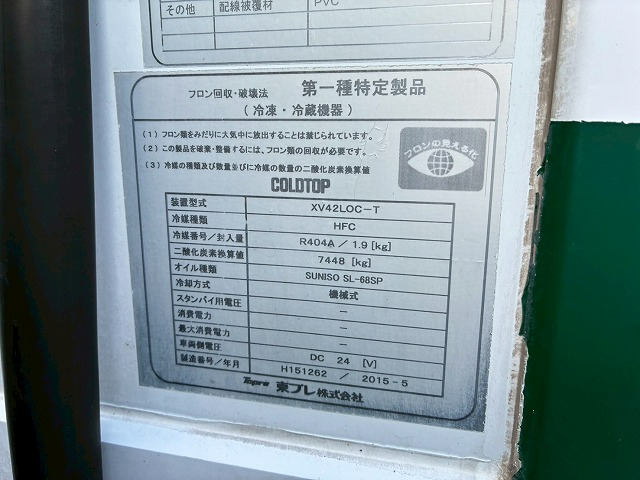 その他 配線被覆材 PVC
フロン回収・破壊法 第一種特定製品
(冷凍・冷蔵機器)
(1) フロン類をみだりに大気中に放出することは禁じられています。
(2) この製品を廃棄・整備するには、フロン類の回収が必要です。
(3) 冷媒の種類及び数量並びに冷媒の数量の二酸化炭素換算値
フロンの見える化
COLDTOP
装置型式 XV42LOC-T
冷媒種類 HFC
冷媒番号/封入量 R404A / 1.9 [kg]
二酸化炭素換算値 7448 [kg]
オイル種類 SUNISO SL-68SP
冷却方式 機械式
スタンバイ用電圧 -
消費電力 -
最大消費電力 -
車両側電圧 DC 24 [V]
製造番号/年月 H151262 / 2015-5
Topre 東プレ株式会社